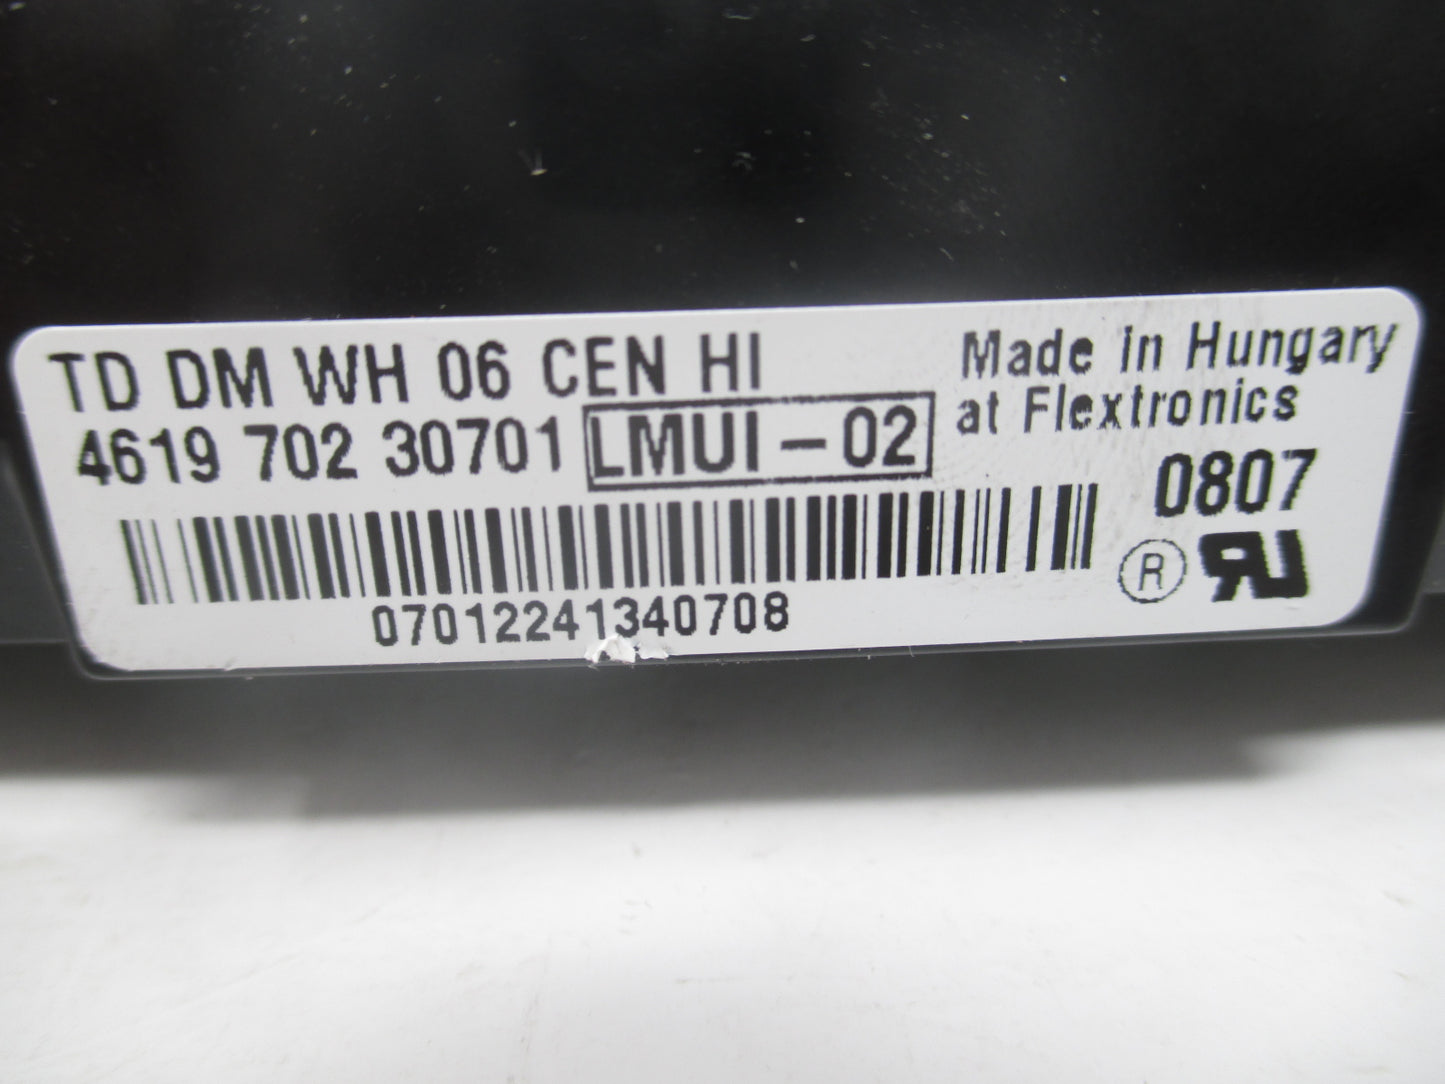 TD DM WH 06 CEN HI
4619 702 30701 LMUI-02
Made in Hungary
at Flextronics
0807
07012241340708
R